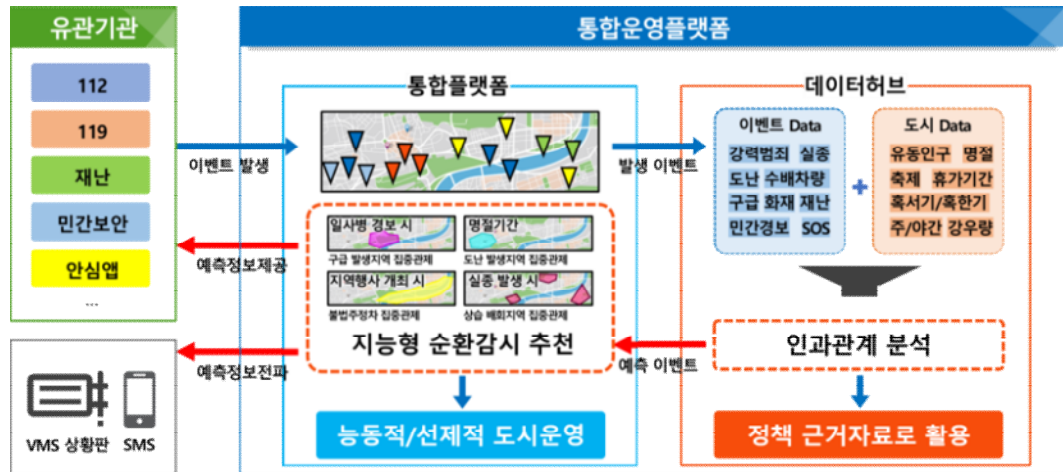 유관기관
112
119
재난
민간보안
안심앱
...
VMS 상황판 SMS
이벤트 발생
예측정보제공
예측정보전파
통합운영플랫폼
통합플랫폼
일사병 경보 시
구급 발생지역 집중관제
명절기간
도난 발생지역 집중관제
지역행사 개최 시
불법주정차 집중관제
실종 발생 시
상습 배회지역 집중관제
지능형 순환감시 추천
능동적/선제적 도시운영
발생 이벤트
예측 이벤트
데이터허브
이벤트 Data
강력범죄 실종
도난 수배차량
구급 화재 재난
민간경보 SOS
+
도시 Data
유동인구 명절
축제 휴가기간
혹서기/혹한기
주/야간 강우량
인과관계 분석
정책 근거자료로 활용